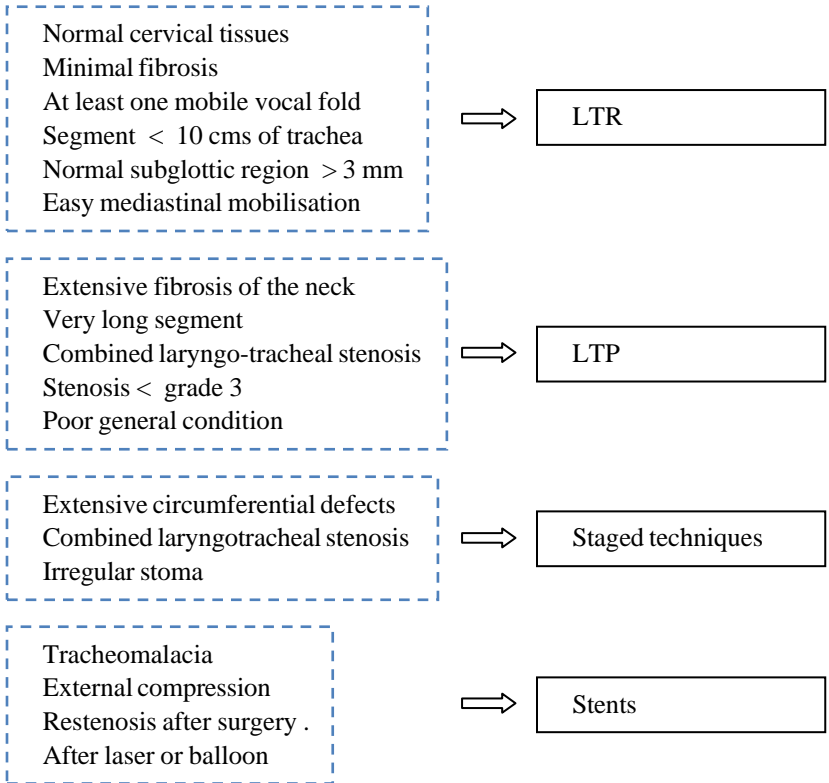 Normal cervical tissues
Minimal fibrosis
At least one mobile vocal fold
Segment < 10 cms of trachea
Normal subglottic region > 3 mm
Easy mediastinal mobilisation
LTR
Extensive fibrosis of the neck
Very long segment
Combined laryngo-tracheal stenosis
Stenosis < grade 3
Poor general condition
LTP
Extensive circumferential defects
Combined laryngotracheal stenosis
Irregular stoma
Staged techniques
Tracheomalacia
External compression
Restenosis after surgery .
After laser or balloon
Stents